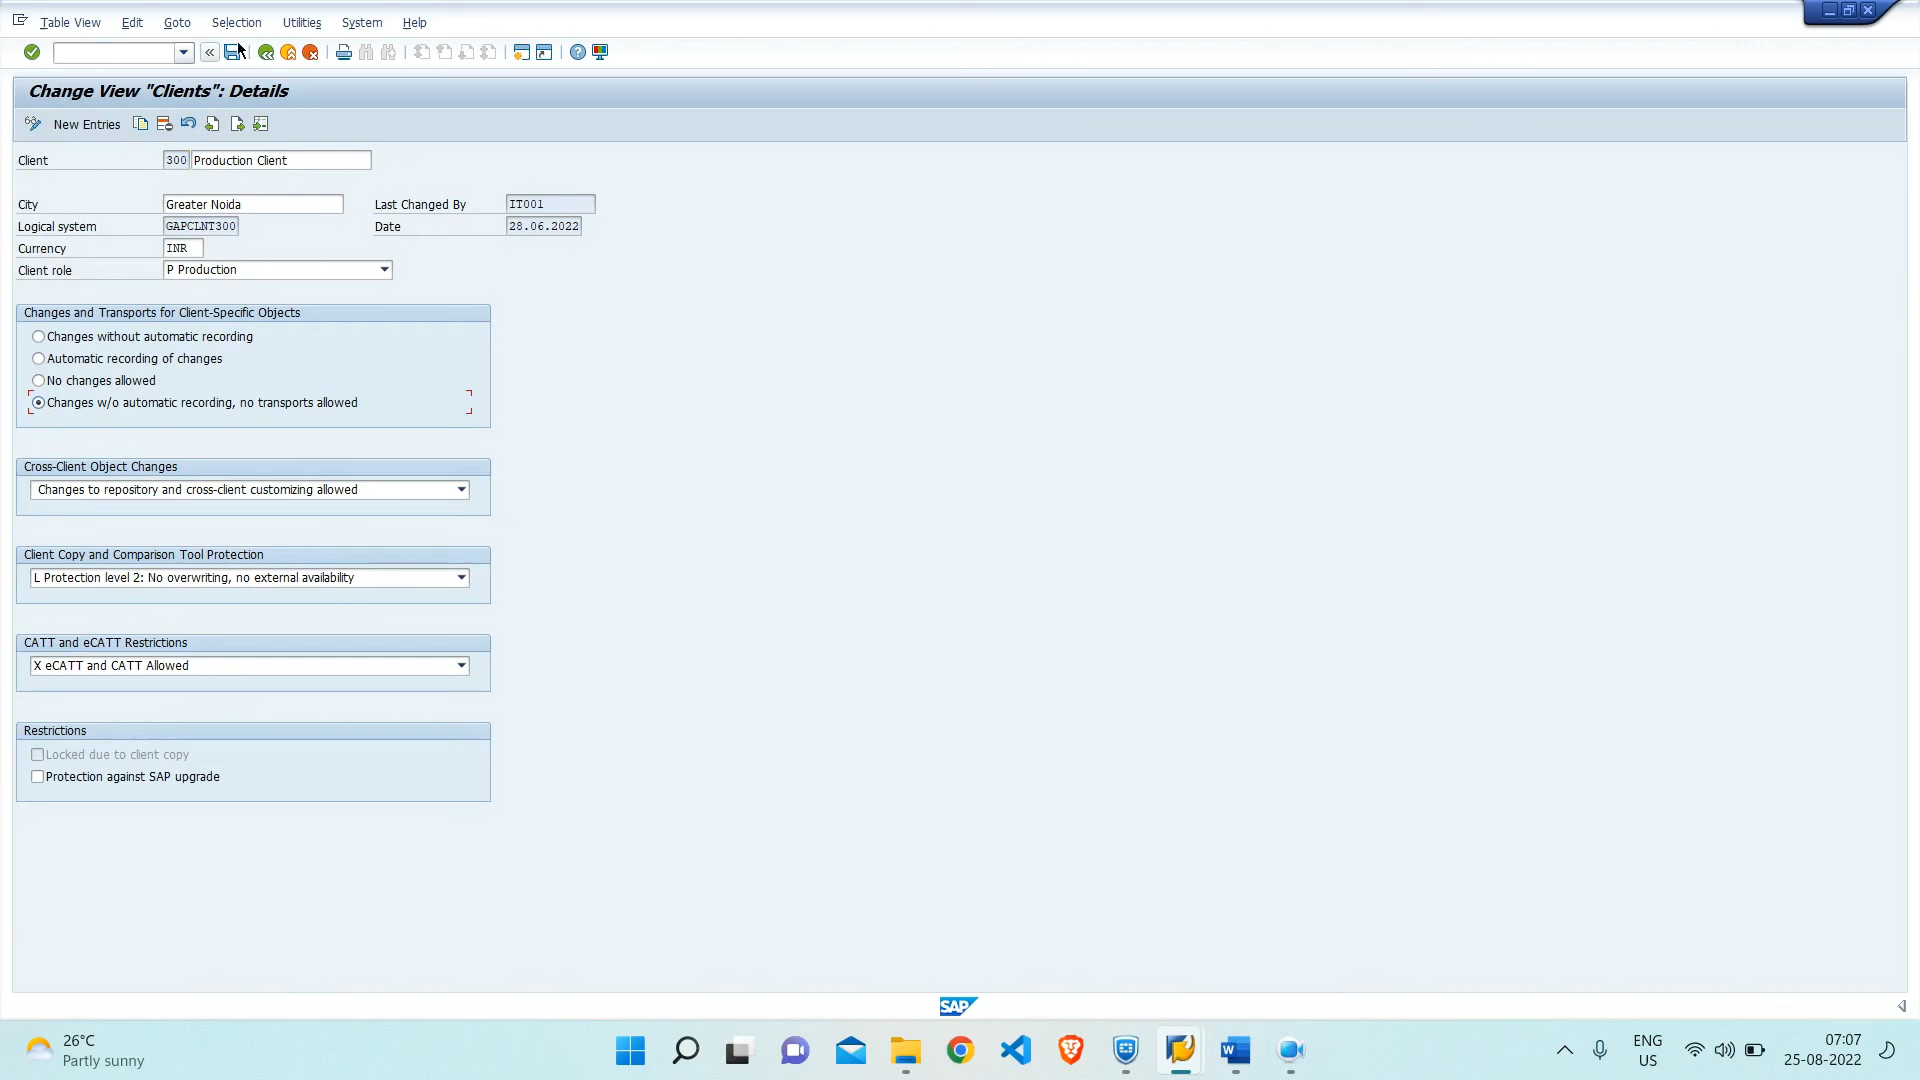 Table View Edit Goto Selection Utilities System Help
Change View "Clients": Details
New Entries
Client 300 Production Client
City Greater Noida Last Changed By IT001
Logical system GAPCLNT300 Date 28.06.2022
Currency INR
Client role P Production
Changes and Transports for Client-Specific Objects
Changes without automatic recording
Automatic recording of changes
No changes allowed
Changes w/o automatic recording, no transports allowed
Cross-Client Object Changes
Changes to repository and cross-client customizing allowed
Client Copy and Comparison Tool Protection
L Protection level 2: No overwriting, no external availability
CATT and eCATT Restrictions
X eCATT and CATT Allowed
Restrictions
Locked due to client copy
Protection against SAP upgrade
SAP
26°C
Partly sunny
ENG
US
07:07
25-08-2022